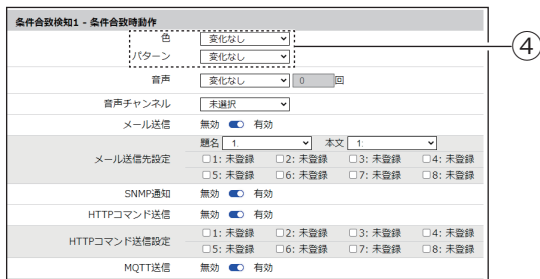 条件合致検知1 - 条件合致時動作
色 変化なし
④
パターン 変化なし
音声 変化なし 0 回
音声チャンネル 未選択
メール送信 無効 有効
メール送信先設定 題名 1. 本文 1:
□1: 未登録 □2: 未登録 □3: 未登録 □4: 未登録
□5: 未登録 □6: 未登録 □7: 未登録 □8: 未登録
SNMP通知 無効 有効
HTTPコマンド送信 無効 有効
HTTPコマンド送信設定 □1: 未登録 □2: 未登録 □3: 未登録 □4: 未登録
□5: 未登録 □6: 未登録 □7: 未登録 □8: 未登録
MQTT送信 無効 有効